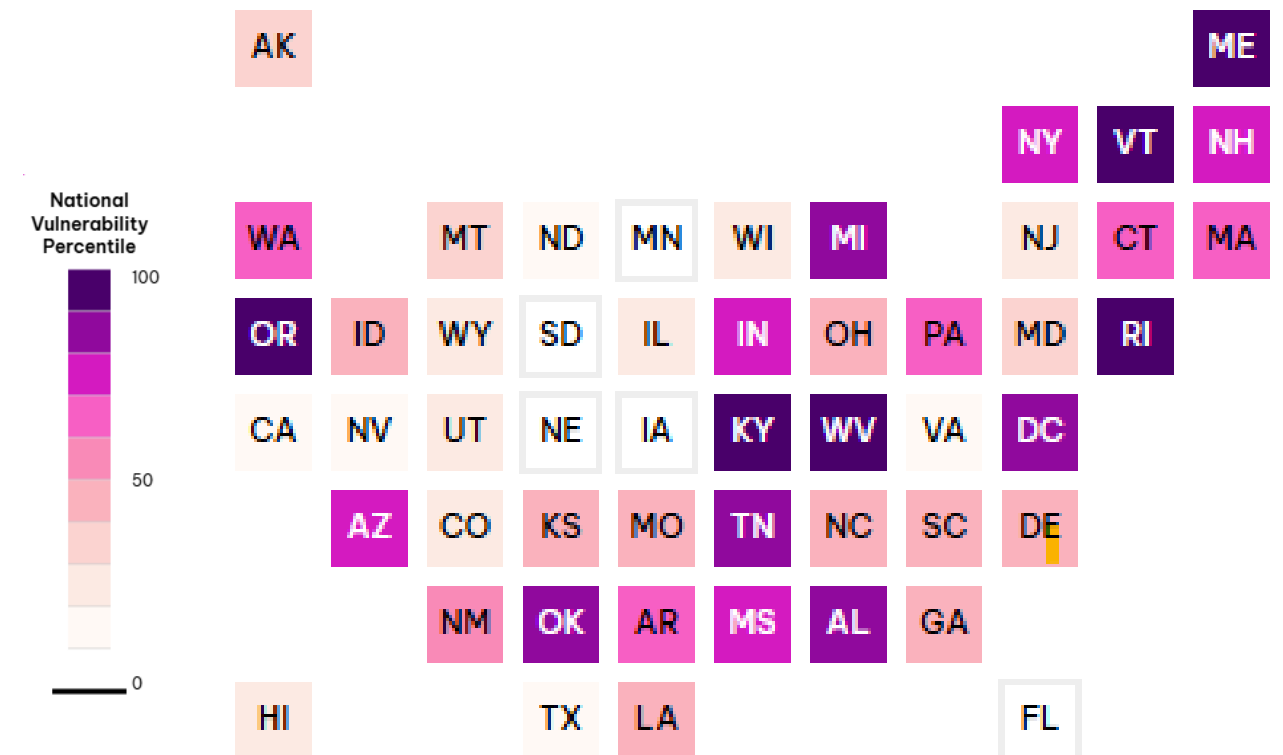 AK ME
NY VT NH
National
Vulnerability
Percentile
100
50
0
WA MT ND MN WI MI NJ CT MA
OR ID WY SD IL IN OH PA MD RI
CA NV UT NE IA KY WV VA DC
AZ CO KS MO TN NC SC DE
NM OK AR MS AL GA
HI TX LA FL